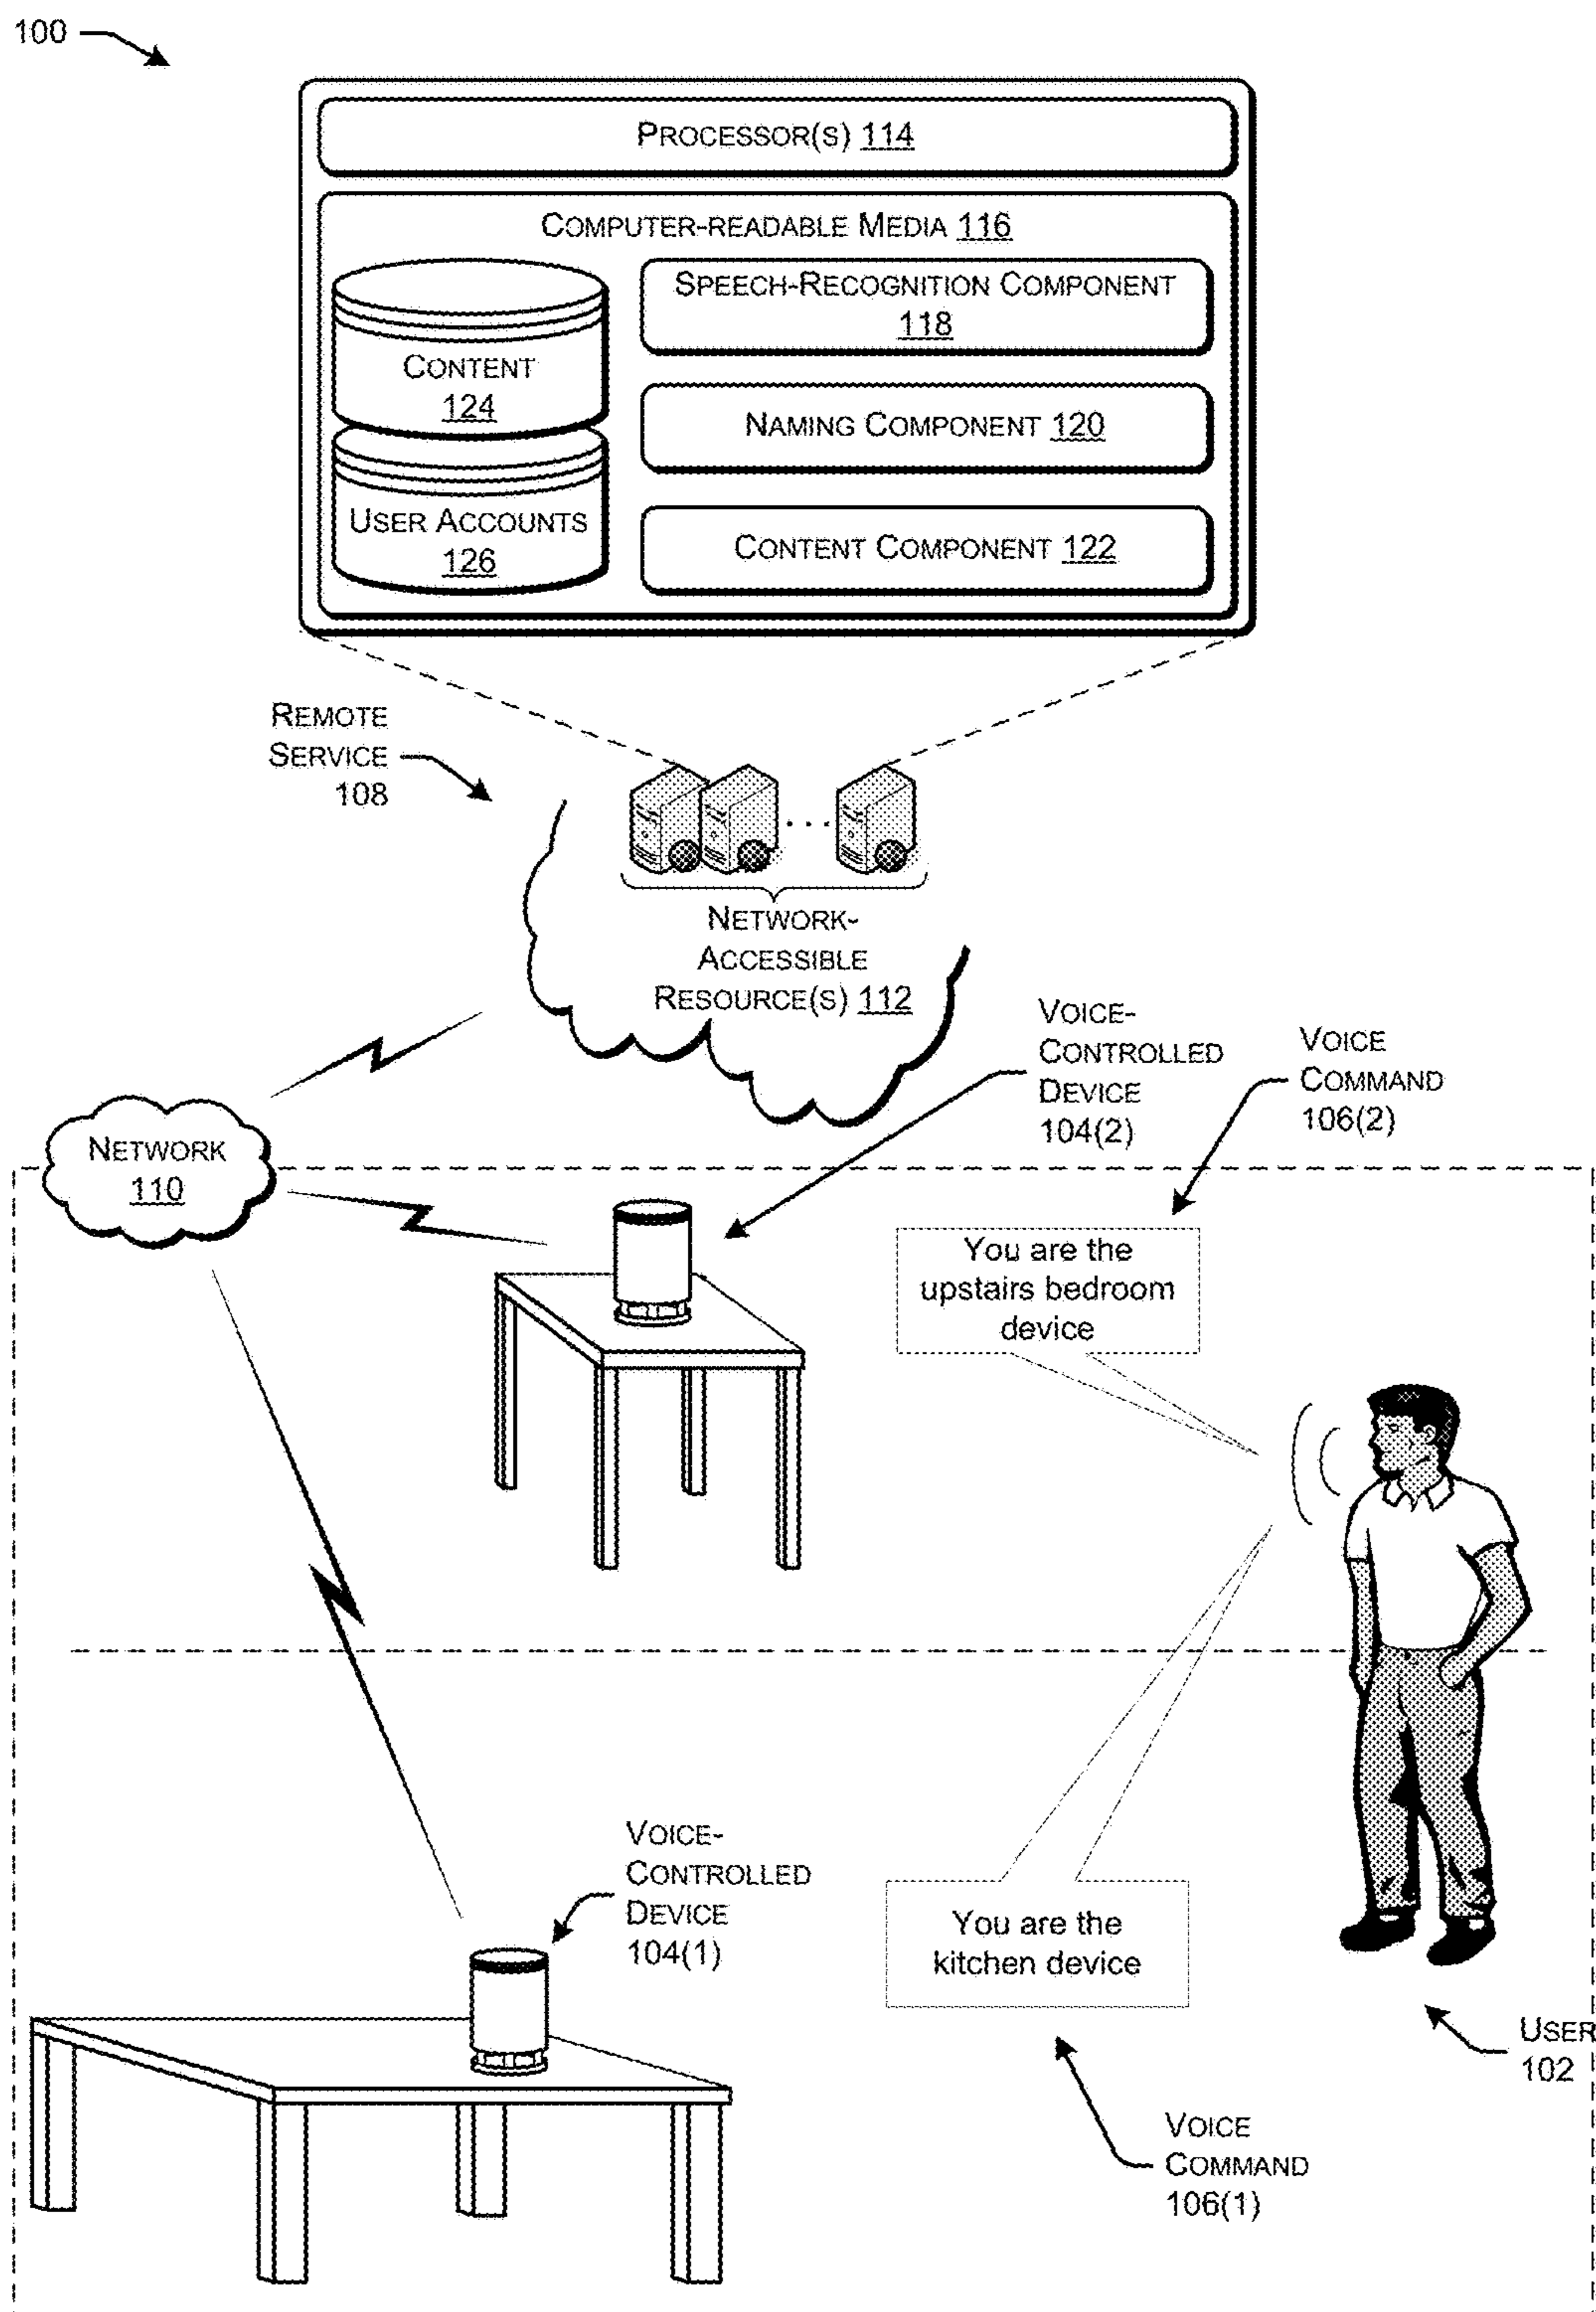 100
PROCESSOR(S) 114
COMPUTER-READABLE MEDIA 116
SPEECH-RECOGNITION COMPONENT
118
CONTENT
124
NAMING COMPONENT 120
USER ACCOUNTS
126
CONTENT COMPONENT 122
REMOTE
SERVICE
108
NETWORK-
ACCESSIBLE
RESOURCE(S) 112
VOICE-
CONTROLLED
DEVICE
104(2)
VOICE
COMMAND
106(2)
NETWORK
110
You are the
upstairs bedroom
device
VOICE-
CONTROLLED
DEVICE
104(1)
You are the
kitchen device
USER
102
VOICE
COMMAND
106(1)